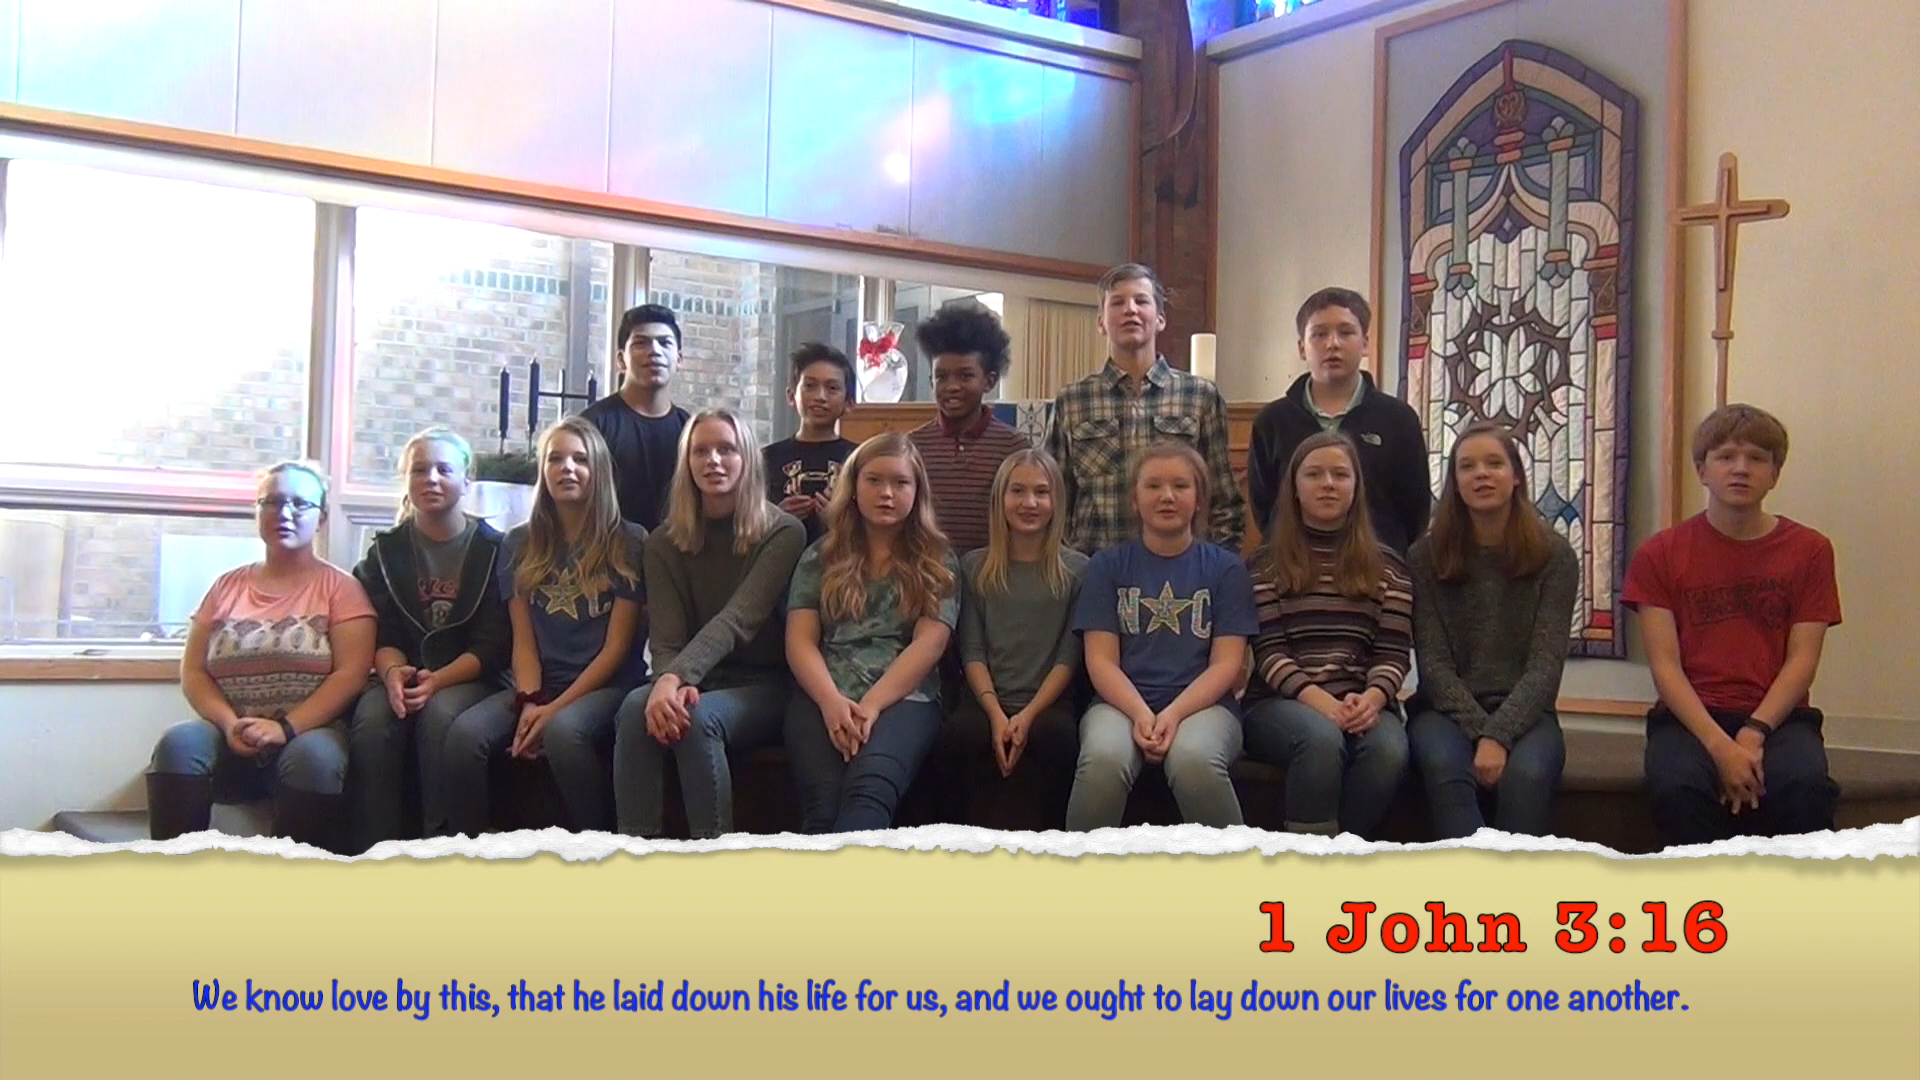 N ★ C
N ★ C
1 John 3:16
We know love by this, that he laid down his life for us, and we ought to lay down our lives for one another.